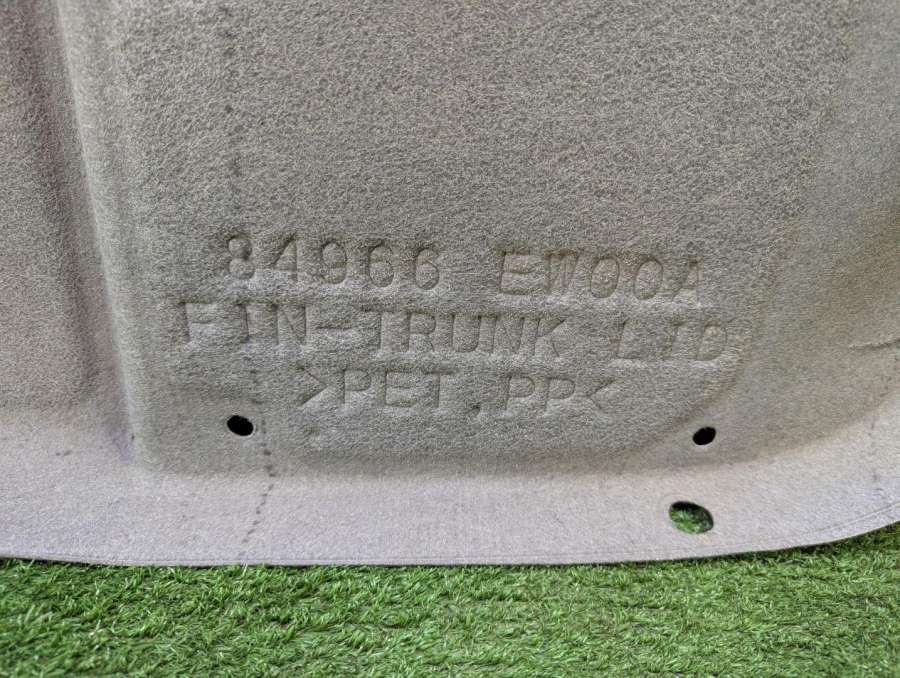 84966 EW00A
FIN-TRUNK LID
>PET,PP<